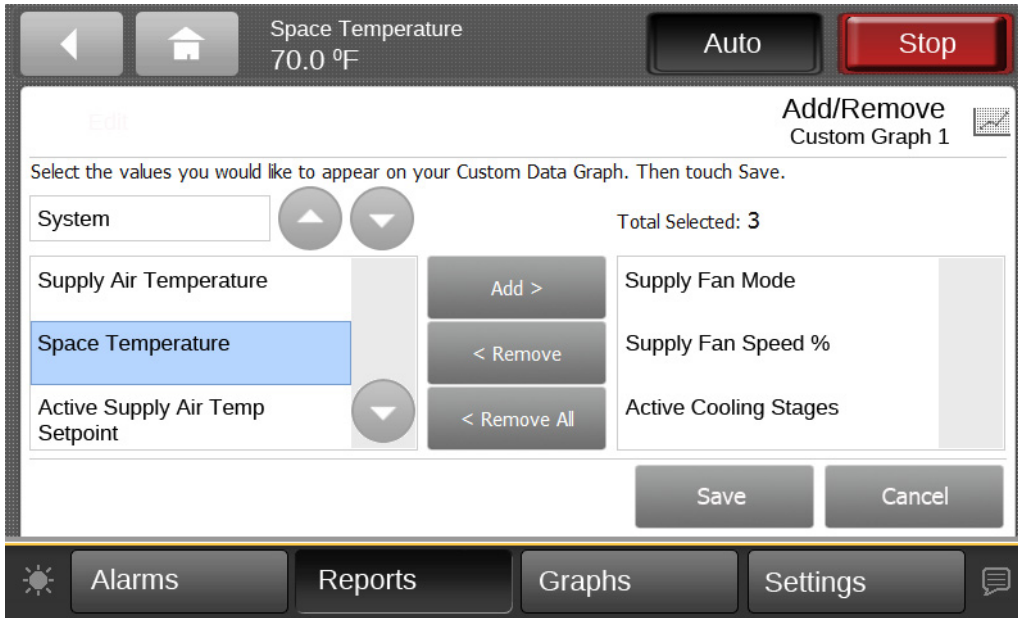 Space Temperature
70.0 ⁰F
Auto
Stop
Edit
Add/Remove
Custom Graph 1
Select the values you would like to appear on your Custom Data Graph. Then touch Save.
System
Total Selected: 3
Supply Air Temperature
Add >
Supply Fan Mode
Space Temperature
< Remove
Supply Fan Speed %
Active Supply Air Temp
Setpoint
< Remove All
Active Cooling Stages
Save
Cancel
Alarms
Reports
Graphs
Settings